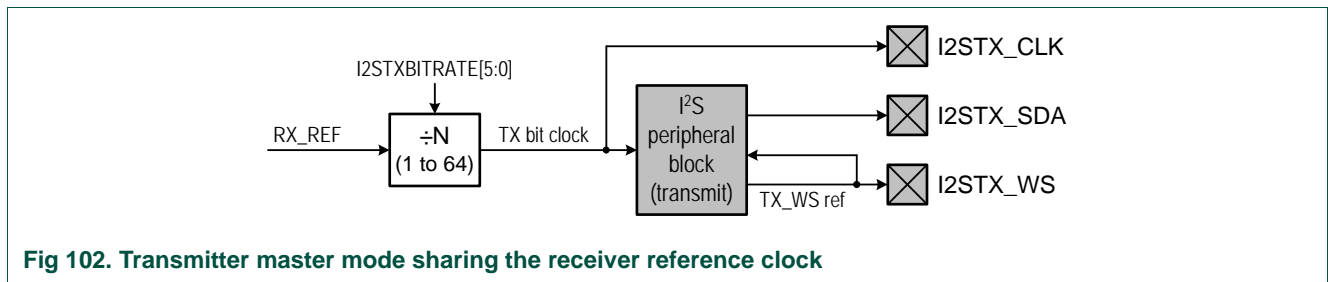 I2STX_CLK
I2STXBITRATE[5:0]
I²S
peripheral
block
(transmit)
RX_REF
÷N
(1 to 64)
TX bit clock
I2STX_SDA
I2STX_WS
TX_WS ref
Fig 102. Transmitter master mode sharing the receiver reference clock